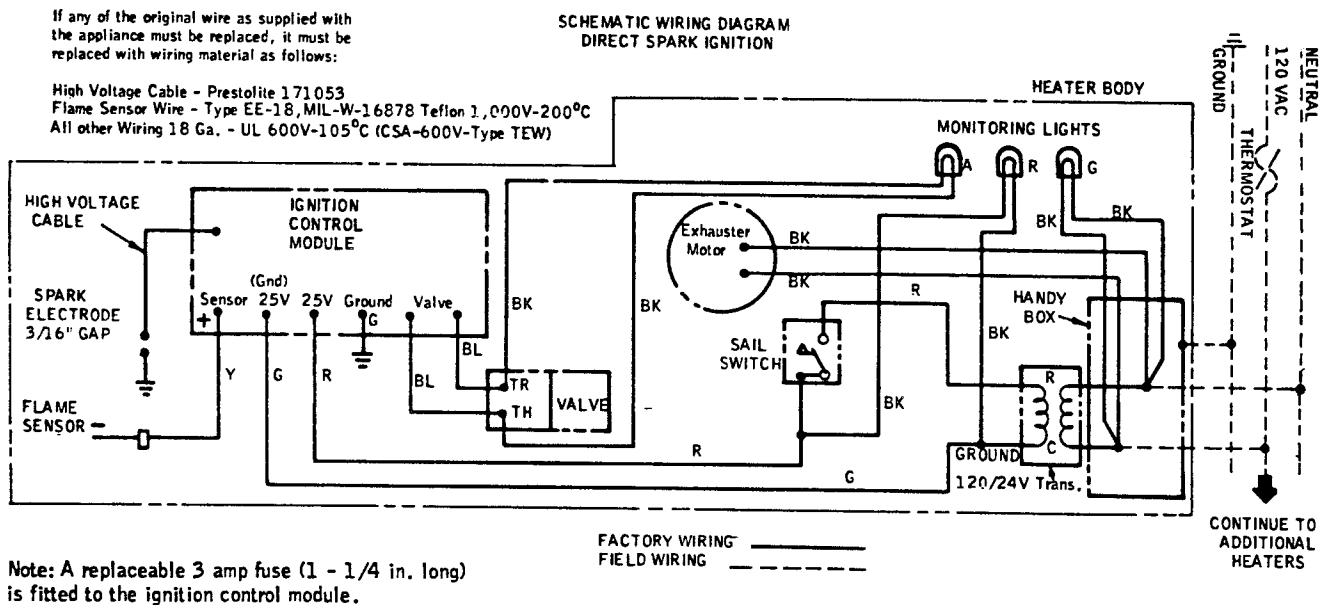 If any of the original wire as supplied with
the appliance must be replaced, it must be
replaced with wiring material as follows:
High Voltage Cable - Prestolite 171053
Flame Sensor Wire - Type EE-18, MIL-W-16878 Teflon 1,000V-200°C
All other Wiring 18 Ga. - UL 600V-105°C (CSA-600V-Type TEW)
SCHEMATIC WIRING DIAGRAM
DIRECT SPARK IGNITION
GROUND
THERMOSTAT
120 VAC
NEUTRAL
HEATER BODY
MONITORING LIGHTS
A
R
G
HIGH VOLTAGE
CABLE
IGNITION
CONTROL
MODULE
Exhauster
Motor
BK
BK
BK
BK
SPARK
ELECTRODE
3/16" GAP
(Gnd)
Sensor 25V 25V Ground Valve
+
G
BK
BK
R
BK
HANDY
BOX
SAIL
SWITCH
Y
G
R
BL
BL
TR
TH
VALVE
BK
R
C
FLAME
SENSOR
R
G
GROUND
120/24V Trans.
CONTINUE TO
ADDITIONAL
HEATERS
FACTORY WIRING
FIELD WIRING
Note: A replaceable 3 amp fuse (1 - 1/4 in. long)
is fitted to the ignition control module.